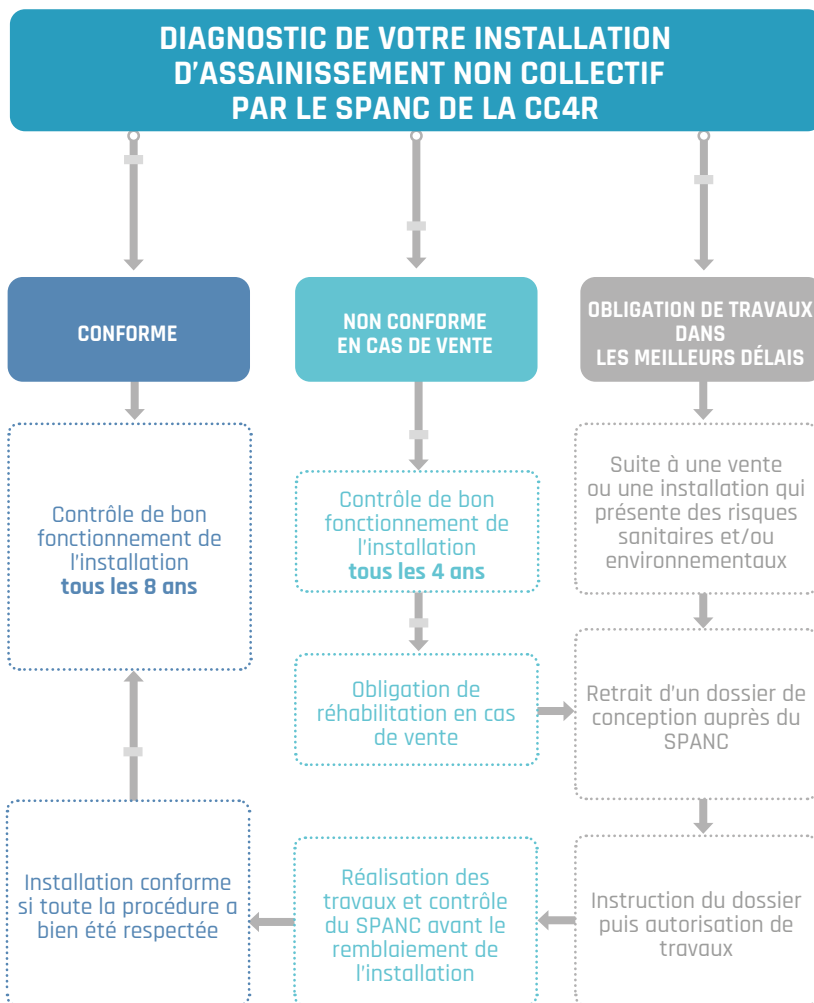 DIAGNOSTIC DE VOTRE INSTALLATION
D'ASSAINISSEMENT NON COLLECTIF
PAR LE SPANC DE LA CC4R
CONFORME
NON CONFORME
EN CAS DE VENTE
OBLIGATION DE TRAVAUX
DANS
LES MEILLEURS DÉLAIS
Contrôle de bon
fonctionnement de
l'installation
tous les 8 ans
Contrôle de bon
fonctionnement de
l'installation
tous les 4 ans
Suite à une vente
ou une installation qui
présente des risques
sanitaires et/ou
environnementaux
Obligation de
réhabilitation en cas
de vente
Retrait d'un dossier de
conception auprès du
SPANC
Installation conforme
si toute la procédure a
bien été respectée
Réalisation des
travaux et contrôle
du SPANC avant le
remblaiement de
l'installation
Instruction du dossier
puis autorisation de
travaux